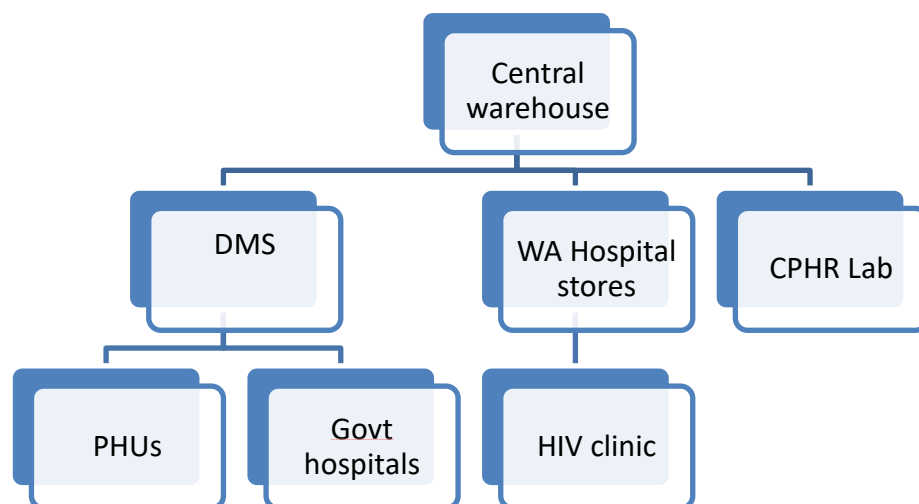 Central
warehouse
DMS
WA Hospital
stores
CPHR Lab
PHUs
Govt
hospitals
HIV clinic